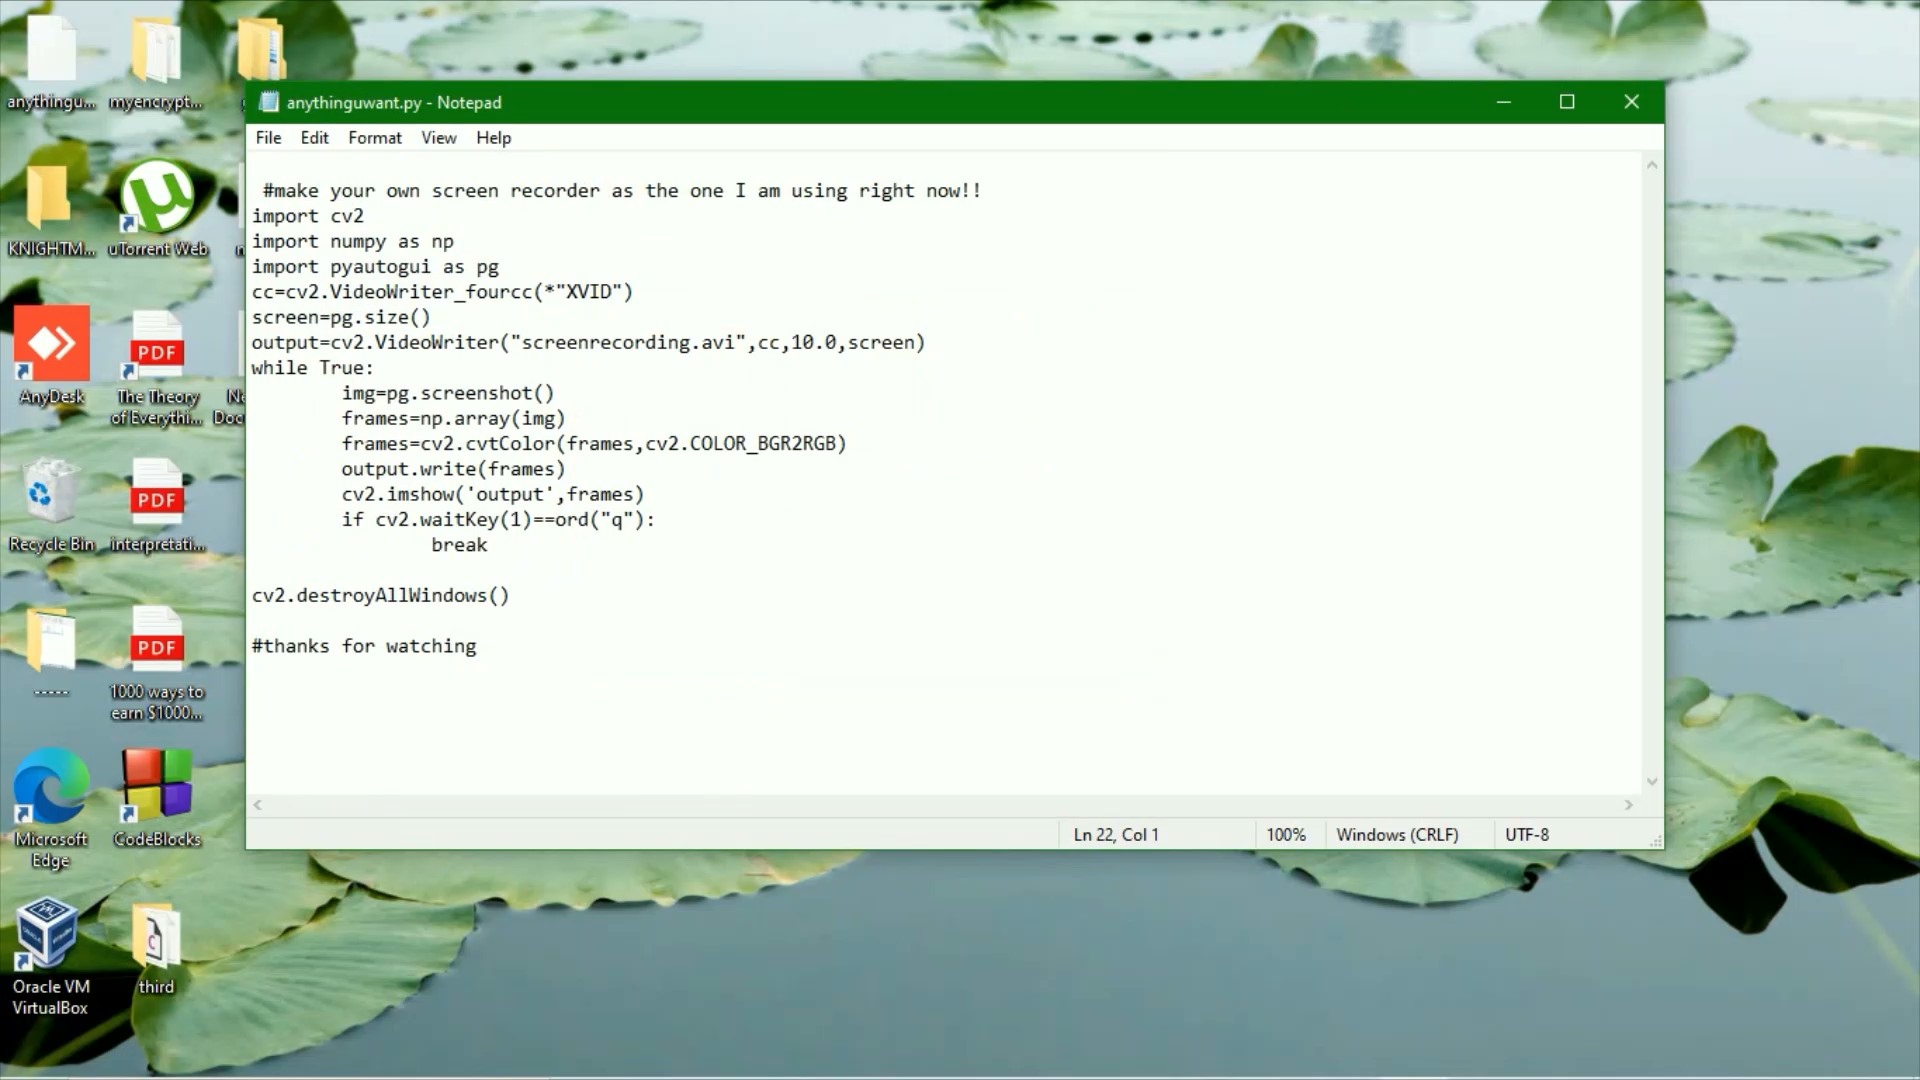 anythingu...
myencrypt...
anythinguwant.py - Notepad
File Edit Format View Help
#make your own screen recorder as the one I am using right now!!
import cv2
import numpy as np
import pyautogui as pg
cc=cv2.VideoWriter_fourcc(*"XVID")
screen=pg.size()
output=cv2.VideoWriter("screenrecording.avi",cc,10.0,screen)
while True:
img=pg.screenshot()
frames=np.array(img)
frames=cv2.cvtColor(frames,cv2.COLOR_BGR2RGB)
output.write(frames)
cv2.imshow('output',frames)
if cv2.waitKey(1)==ord("q"):
break
cv2.destroyAllWindows()
#thanks for watching
Ln 22, Col 1 100% Windows (CRLF) UTF-8
KNIGHTM...
uTorrent Web
AnyDesk
PDF
The Theory
of Everythi...
Recycle Bin
PDF
interpretati...
-----
PDF
1000 ways to
earn $1000...
Microsoft
Edge
CodeBlocks
Oracle VM
VirtualBox
third